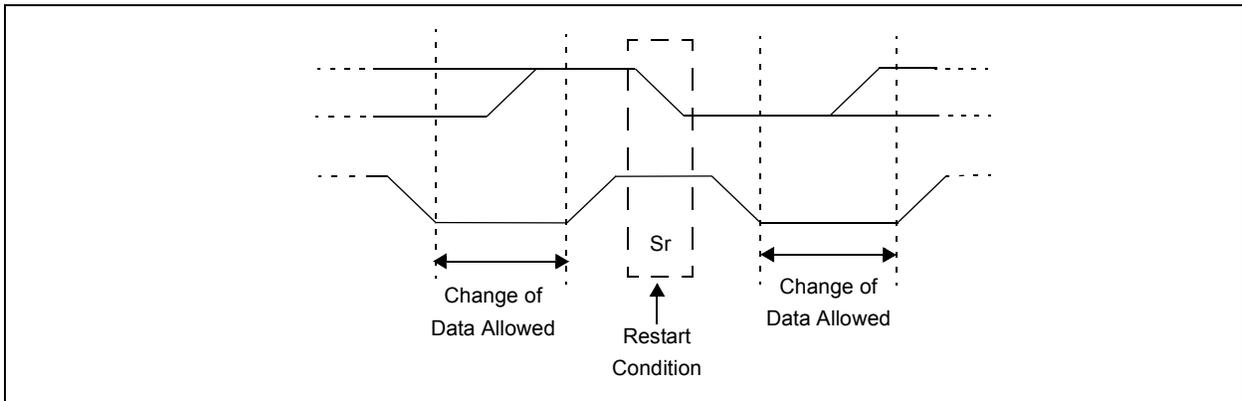 Sr
Change of
Data Allowed
Restart
Condition
Change of
Data Allowed